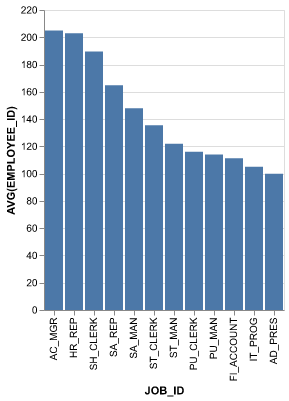 AVG(EMPLOYEE_ID)
220
200
180
160
140
120
100
80
60
40
20
0
AC_MGR
HR_REP
SH_CLERK
SA_REP
SA_MAN
ST_CLERK
ST_MAN
PU_CLERK
PU_MAN
FI_ACCOUNT
IT_PROG
AD_PRES
JOB_ID